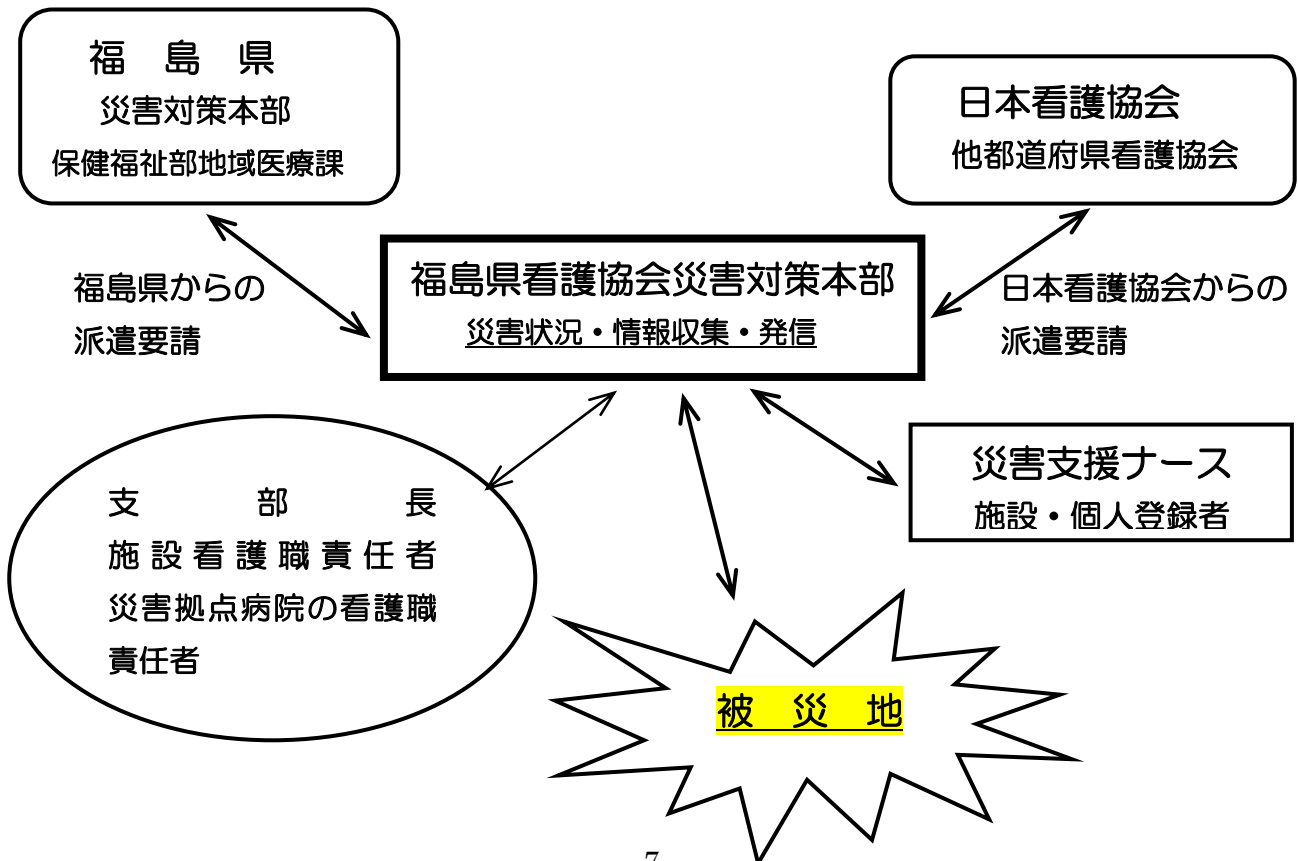 福　島　県
災害対策本部
保健福祉部地域医療課
日本看護協会
他都道府県看護協会
福島県看護協会災害対策本部
災害状況・情報収集・発信
福島県からの
派遣要請
日本看護協会からの
派遣要請
支部長
施設看護職責任者
災害拠点病院の看護職
責任者
災害支援ナース
施設・個人登録者
被　災　地
7